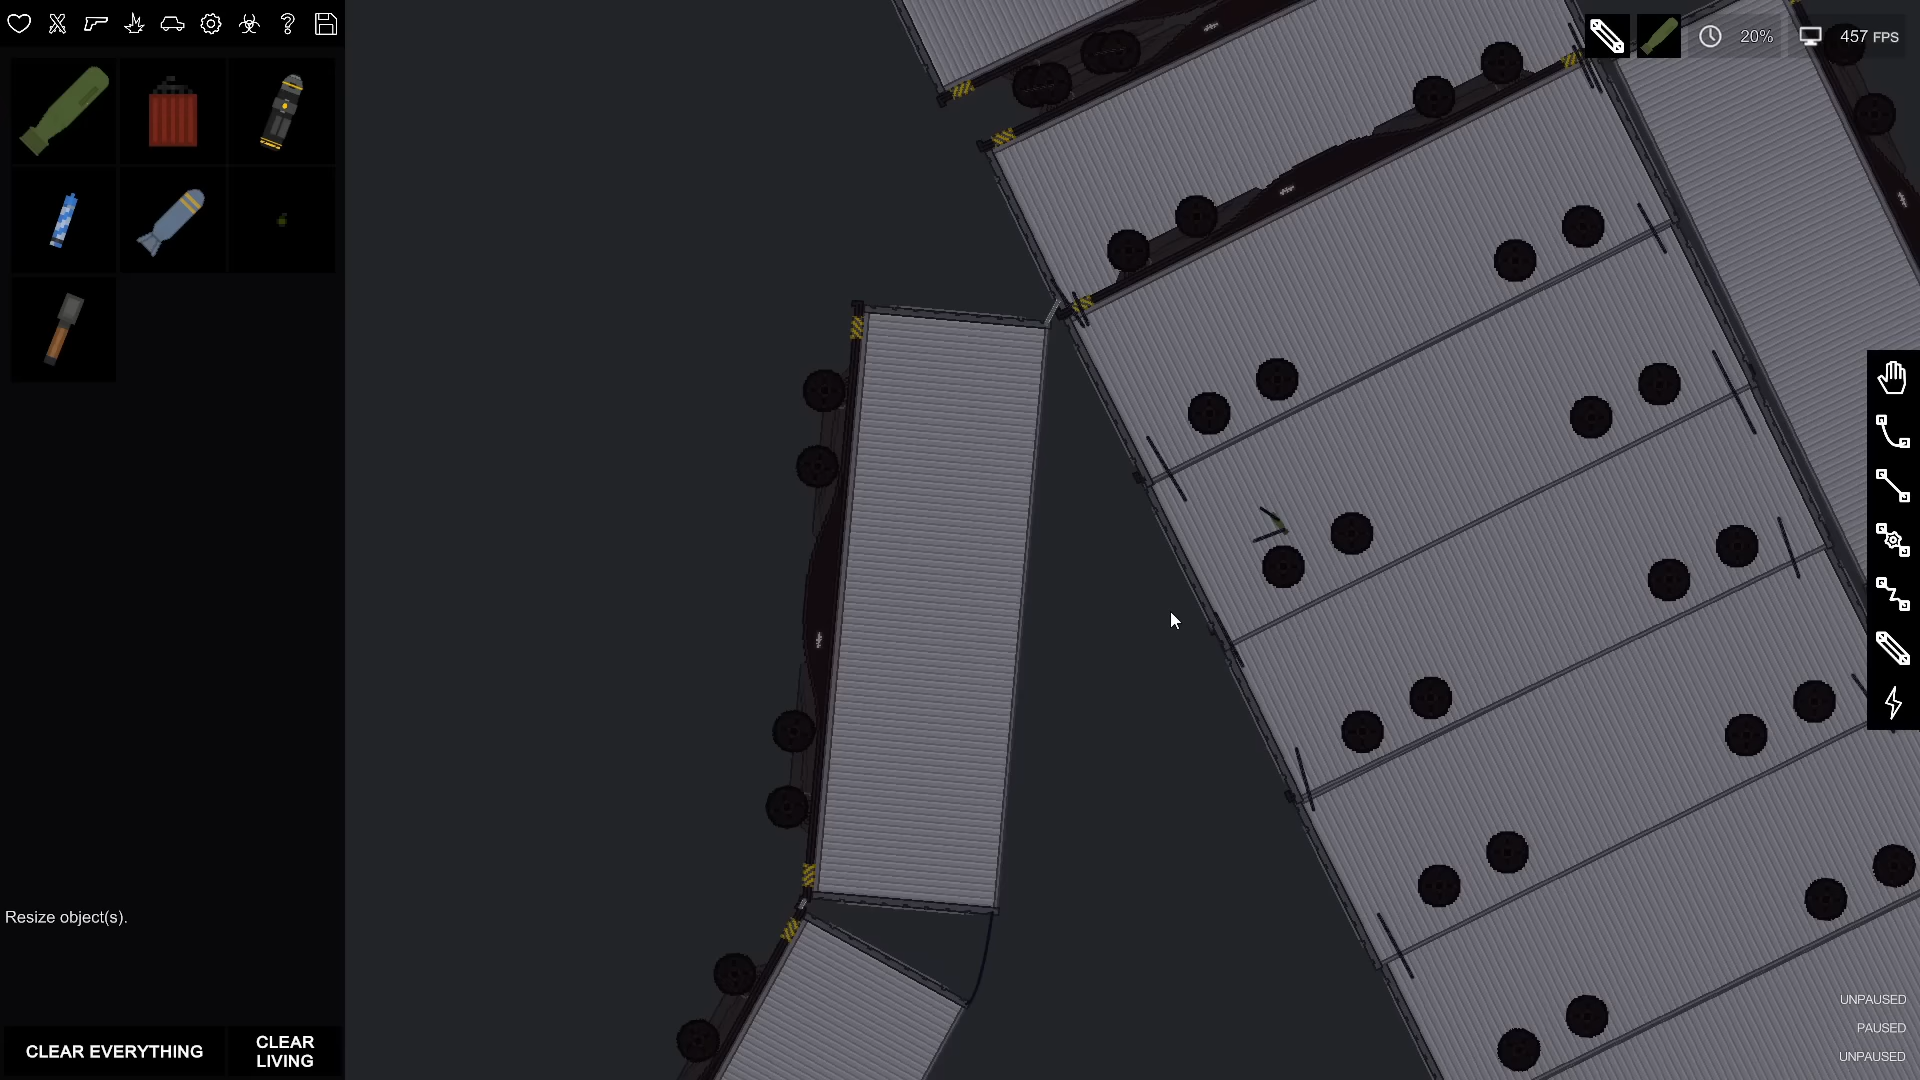 20%
457 FPS
Resize object(s).
CLEAR EVERYTHING
CLEAR
LIVING
UNPAUSED
PAUSED
UNPAUSED